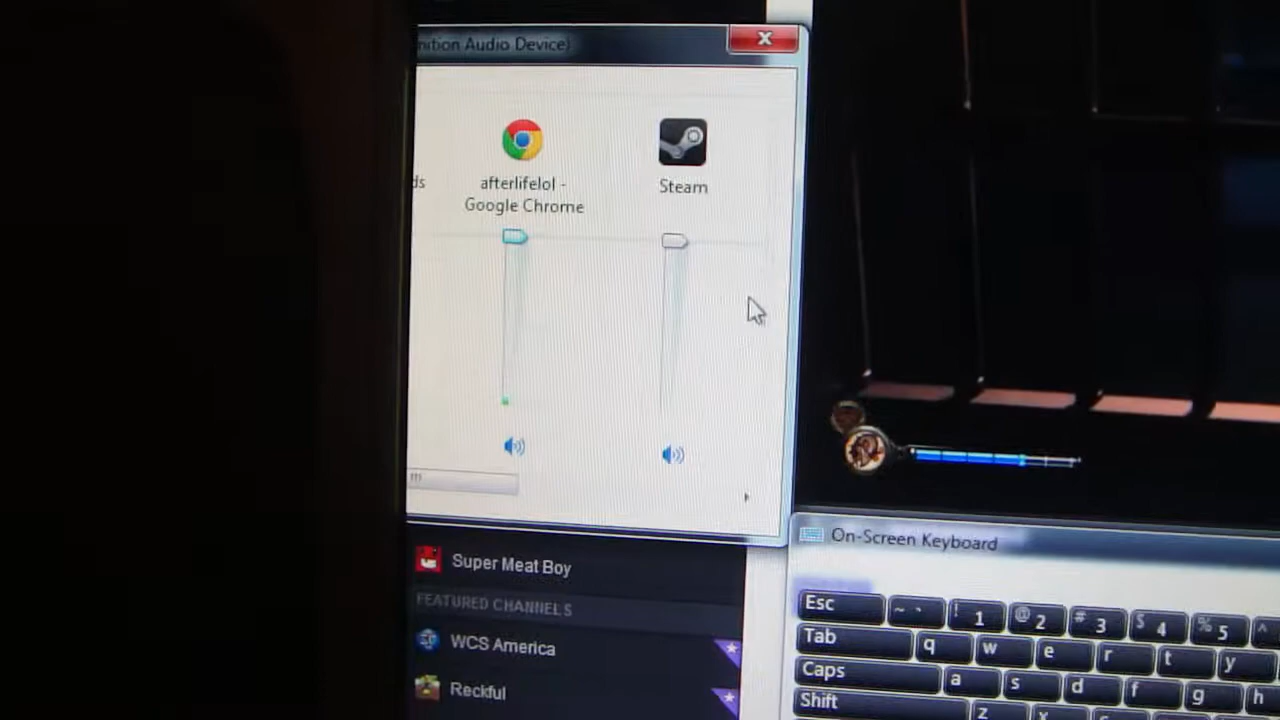 nition Audio Device)
ds
afterlifelol -
Google Chrome
Steam
Super Meat Boy
FEATURED CHANNELS
WCS America
Reckful
On-Screen Keyboard
Esc ~ ` ! 1 @ 2 # 3 $ 4 % 5 ^
Tab q w e r t y
Caps a s d f g h
Shift z x